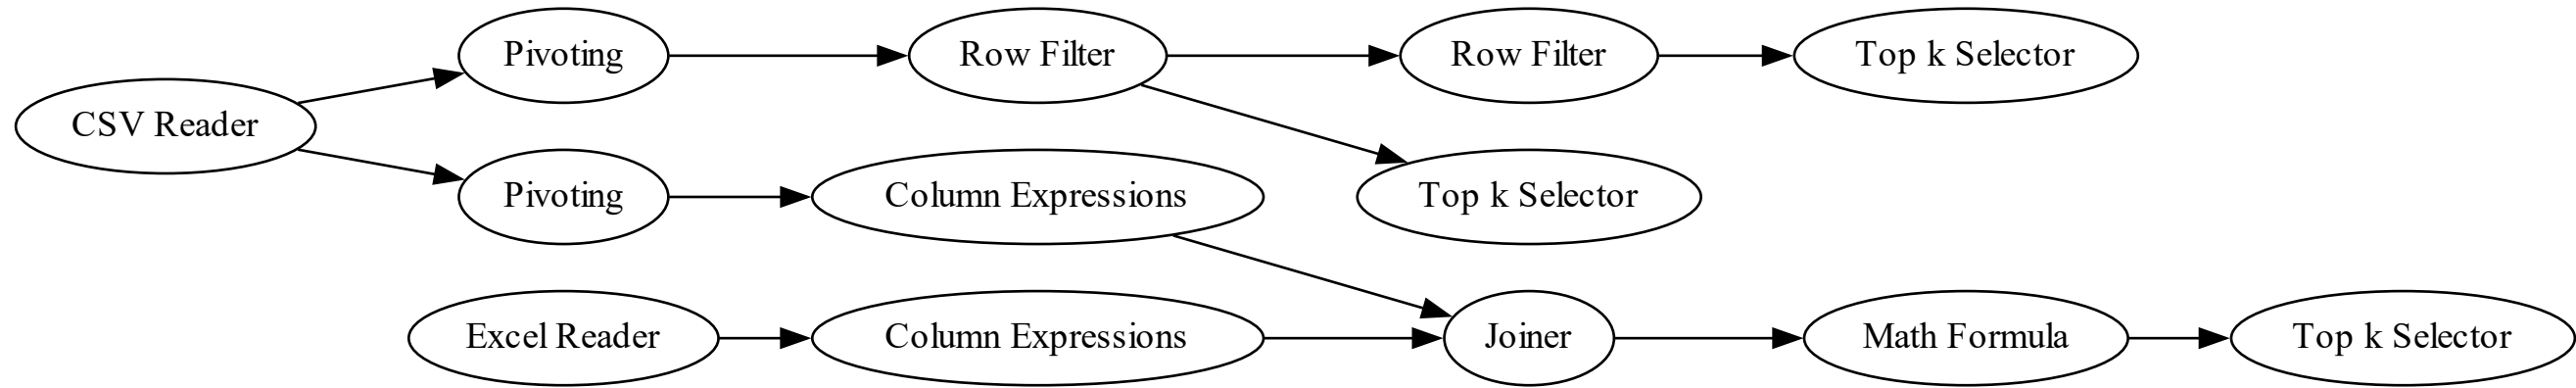 Pivoting
Row Filter
Row Filter
Top k Selector
CSV Reader
Pivoting
Column Expressions
Top k Selector
Excel Reader
Column Expressions
Joiner
Math Formula
Top k Selector